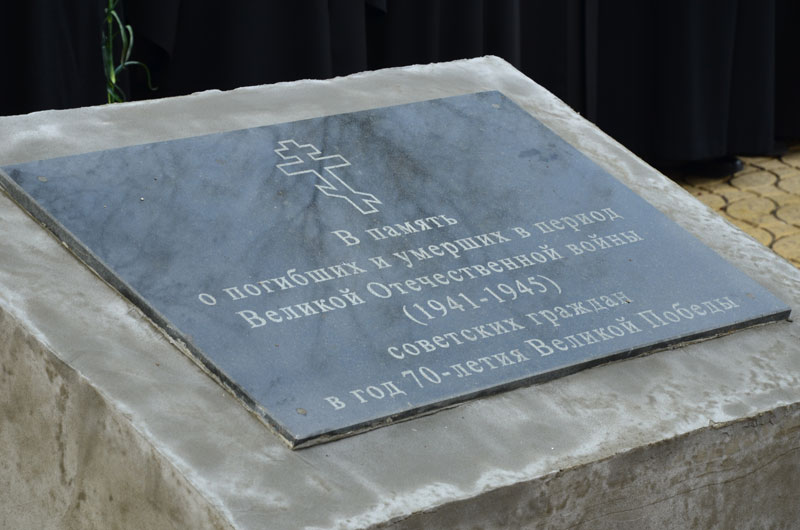 В память
о погибших и умерших в период
Великой Отечественной войны
(1941-1945)
советских граждан
в год 70-летия Великой Победы